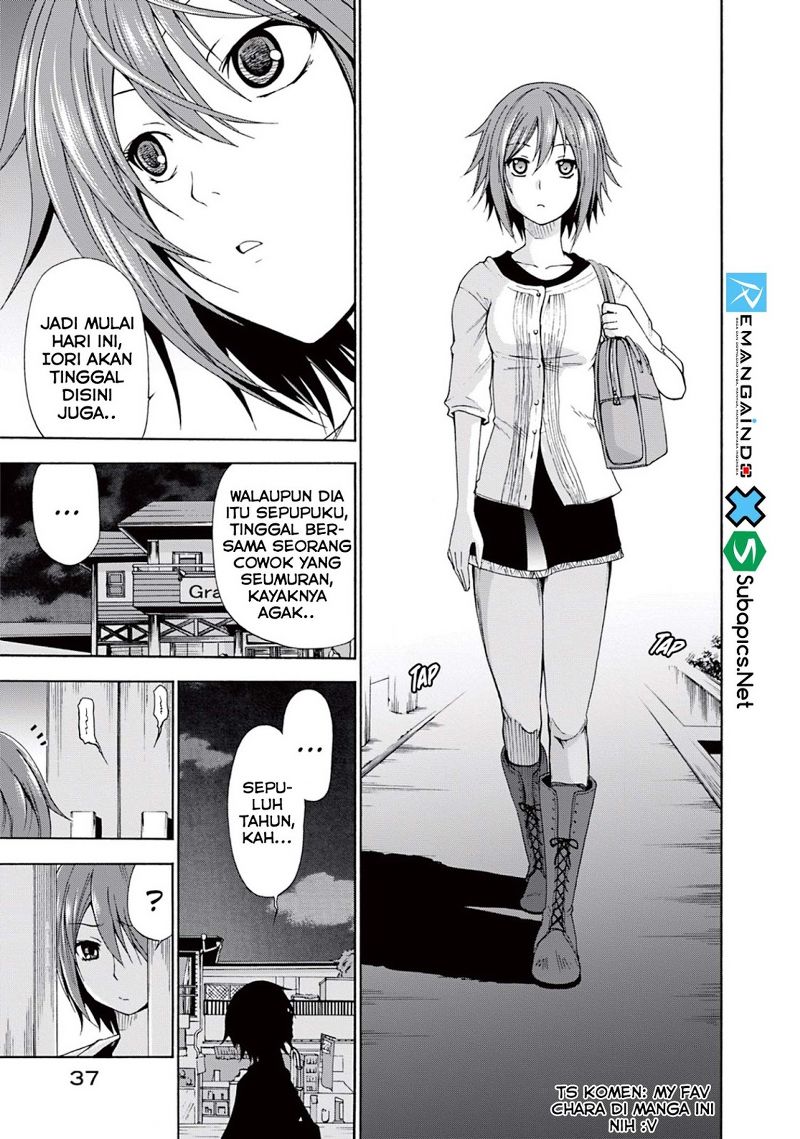 TAP
TAP
JADI MULAI
HARI INI,
IORI AKAN
TINGGAL
DISINI
JUGA..
WALAUPUN DIA
ITU SEPUPUKU,
TINGGAL BER-
SAMA SEORANG
COWOK YANG
SEUMURAN,
KAYAKNYA
AGAK..
...
Gra
...
SEPU-
LUH
TAHUN,
KAH...
?
37
TS KOMEN: MY FAV
CHARA DI MANGA INI
NIH :V
REMANGAINDO
X
S
Subapics.Net